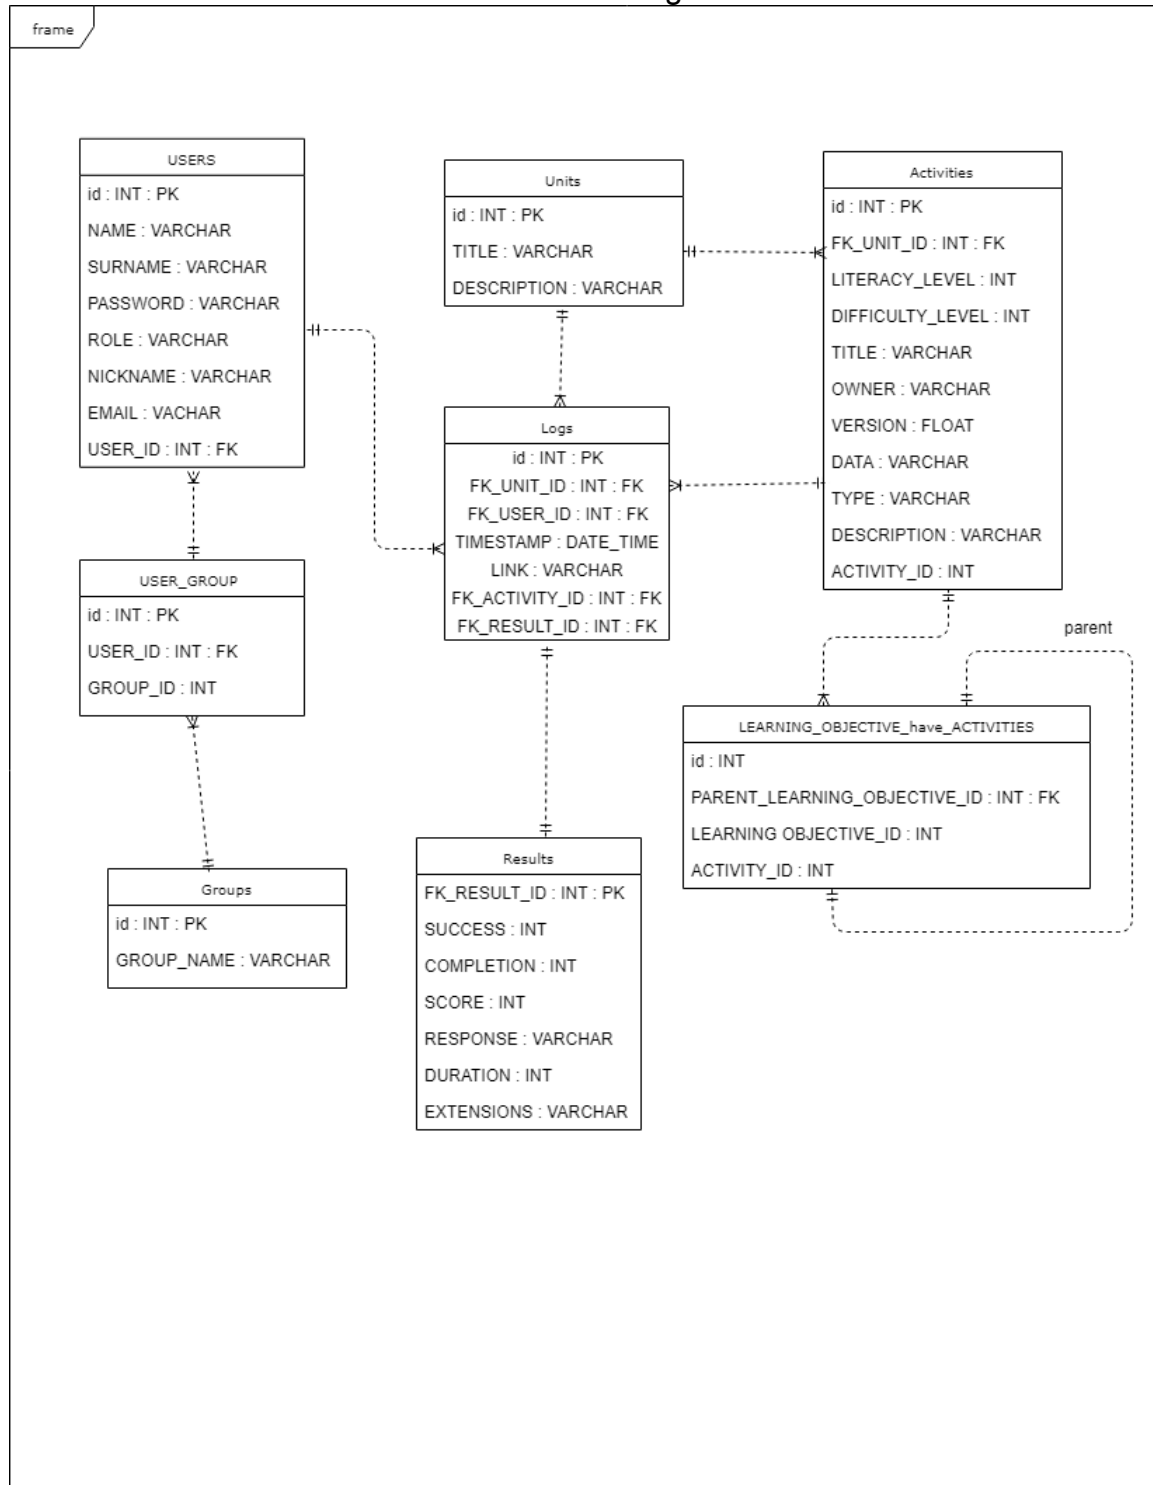 frame
USERS
id : INT : PK
NAME : VARCHAR
SURNAME : VARCHAR
PASSWORD : VARCHAR
ROLE : VARCHAR
NICKNAME : VARCHAR
EMAIL : VACHAR
USER_ID : INT : FK
Units
id : INT : PK
TITLE : VARCHAR
DESCRIPTION : VARCHAR
Activities
id : INT : PK
FK_UNIT_ID : INT : FK
LITERACY_LEVEL : INT
DIFFICULTY_LEVEL : INT
TITLE : VARCHAR
OWNER : VARCHAR
VERSION : FLOAT
DATA : VARCHAR
TYPE : VARCHAR
DESCRIPTION : VARCHAR
ACTIVITY_ID : INT
Logs
id : INT : PK
FK_UNIT_ID : INT : FK
FK_USER_ID : INT : FK
TIMESTAMP : DATE_TIME
LINK : VARCHAR
FK_ACTIVITY_ID : INT : FK
FK_RESULT_ID : INT : FK
USER_GROUP
id : INT : PK
USER_ID : INT : FK
GROUP_ID : INT
parent
LEARNING_OBJECTIVE_have_ACTIVITIES
id : INT
PARENT_LEARNING_OBJECTIVE_ID : INT : FK
LEARNING OBJECTIVE_ID : INT
ACTIVITY_ID : INT
Groups
id : INT : PK
GROUP_NAME : VARCHAR
Results
FK_RESULT_ID : INT : PK
SUCCESS : INT
COMPLETION : INT
SCORE : INT
RESPONSE : VARCHAR
DURATION : INT
EXTENSIONS : VARCHAR